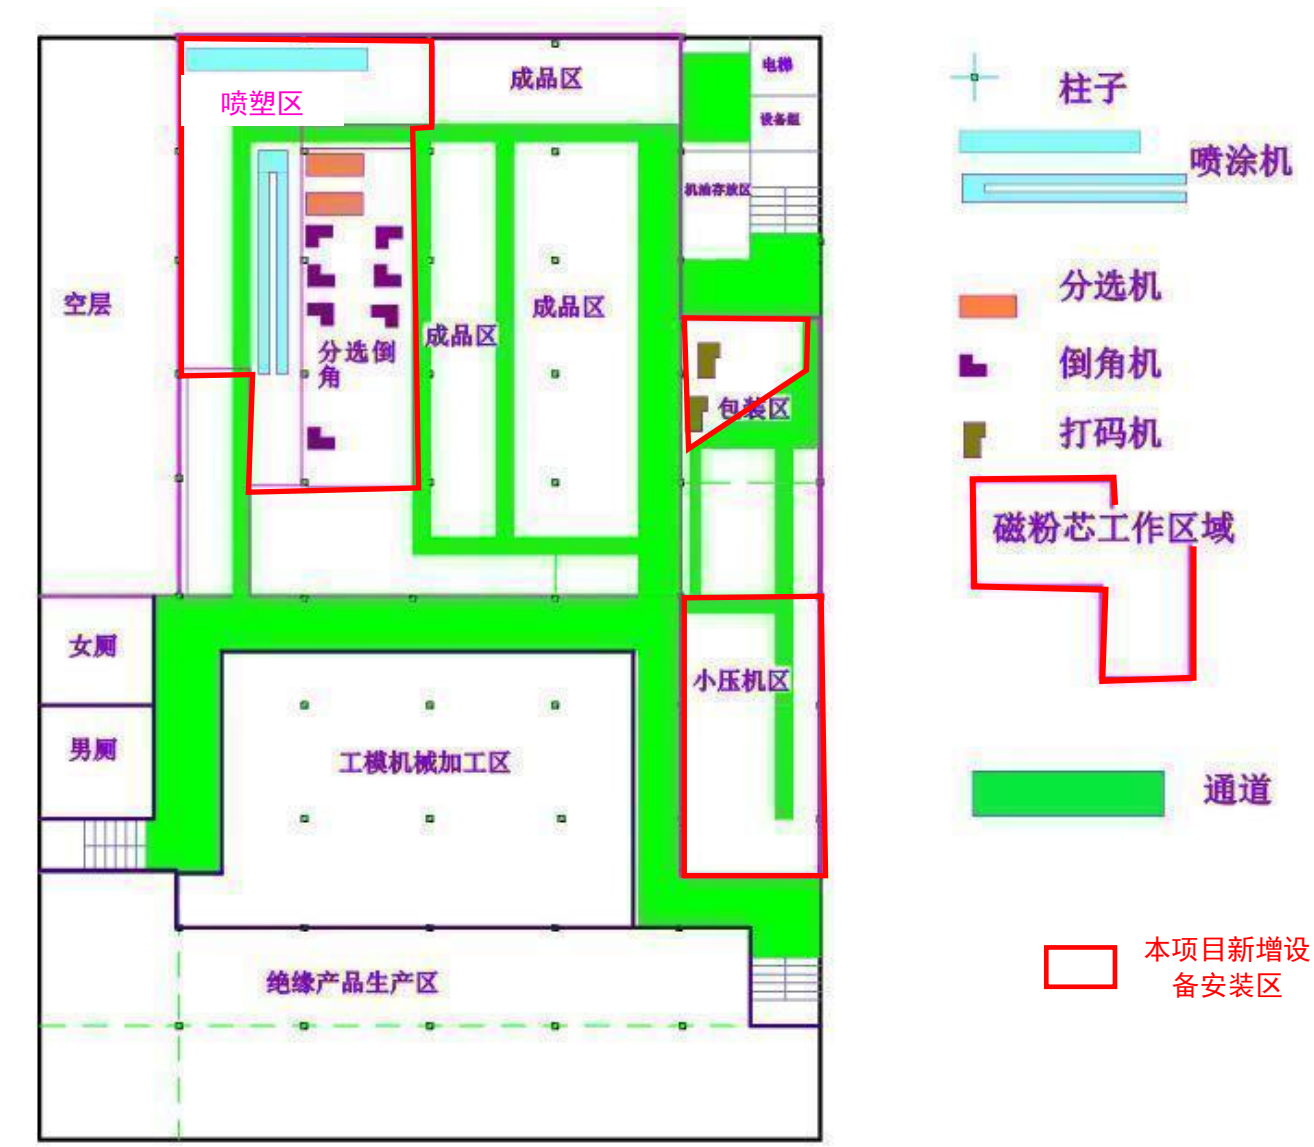 喷塑区
成品区
电梯
设备组
机油存放区
空层
分选倒
角
成品区
成品区
包装区
女厕
男厕
小压机区
工模机械加工区
绝缘产品生产区
柱子
喷涂机
分选机
倒角机
打码机
磁粉芯工作区域
通道
本项目新增设
备安装区